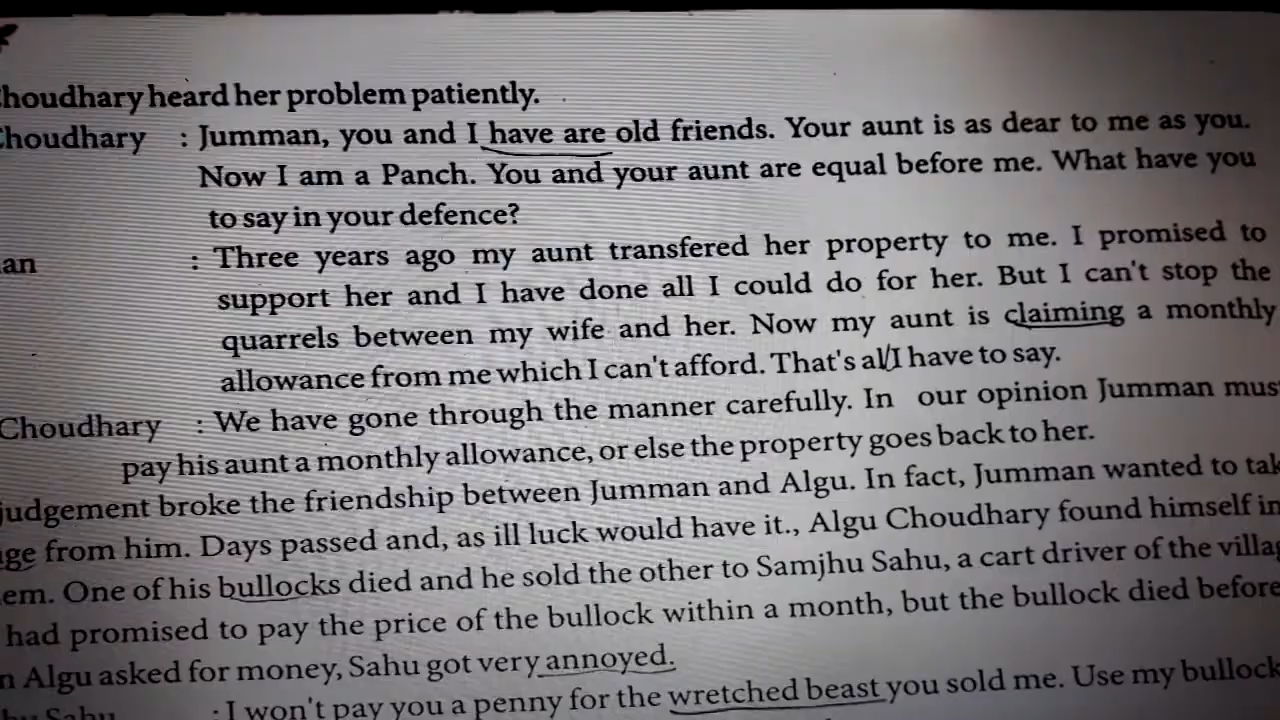 Choudhary heard her problem patiently.
Choudhary : Jumman, you and I have are old friends. Your aunt is as dear to me as you.
Now I am a Panch. You and your aunt are equal before me. What have you
to say in your defence?
: Three years ago my aunt transfered her property to me. I promised to
support her and I have done all I could do for her. But I can't stop the
quarrels between my wife and her. Now my aunt is claiming a monthly
allowance from me which I can't afford. That's all I have to say.
Choudhary : We have gone through the manner carefully. In our opinion Jumman
pay his aunt a monthly allowance, or else the property goes back to her.
judgement broke the friendship between Jumman and Algu. In fact, Jumman wanted to
from him. Days passed and, as ill luck would have it., Algu Choudhary found himself in
One of his bullocks died and he sold the other to Samjhu Sahu, a cart driver of the
had promised to pay the price of the bullock within a month, but the bullock died before
Algu asked for money, Sahu got very annoyed.
Sahu : I won't pay you a penny for the wretched beast you sold me. Use my bullock